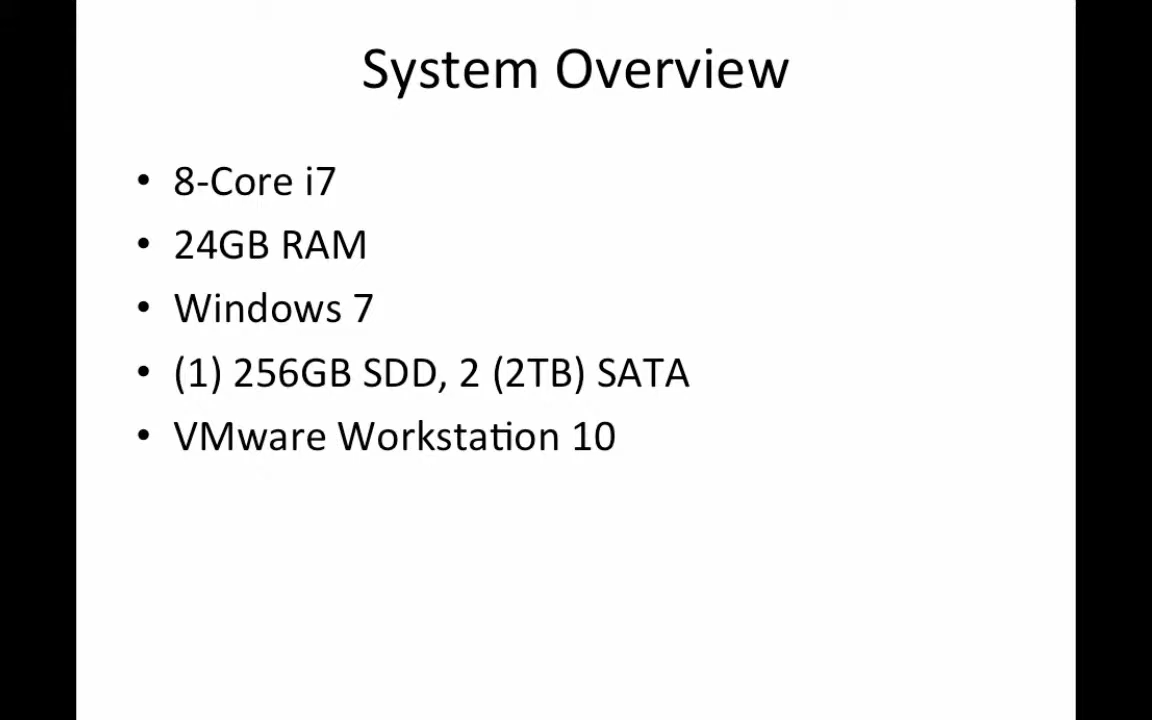 System Overview
• 8-Core i7
• 24GB RAM
• Windows 7
• (1) 256GB SDD, 2 (2TB) SATA
• VMware Workstation 10